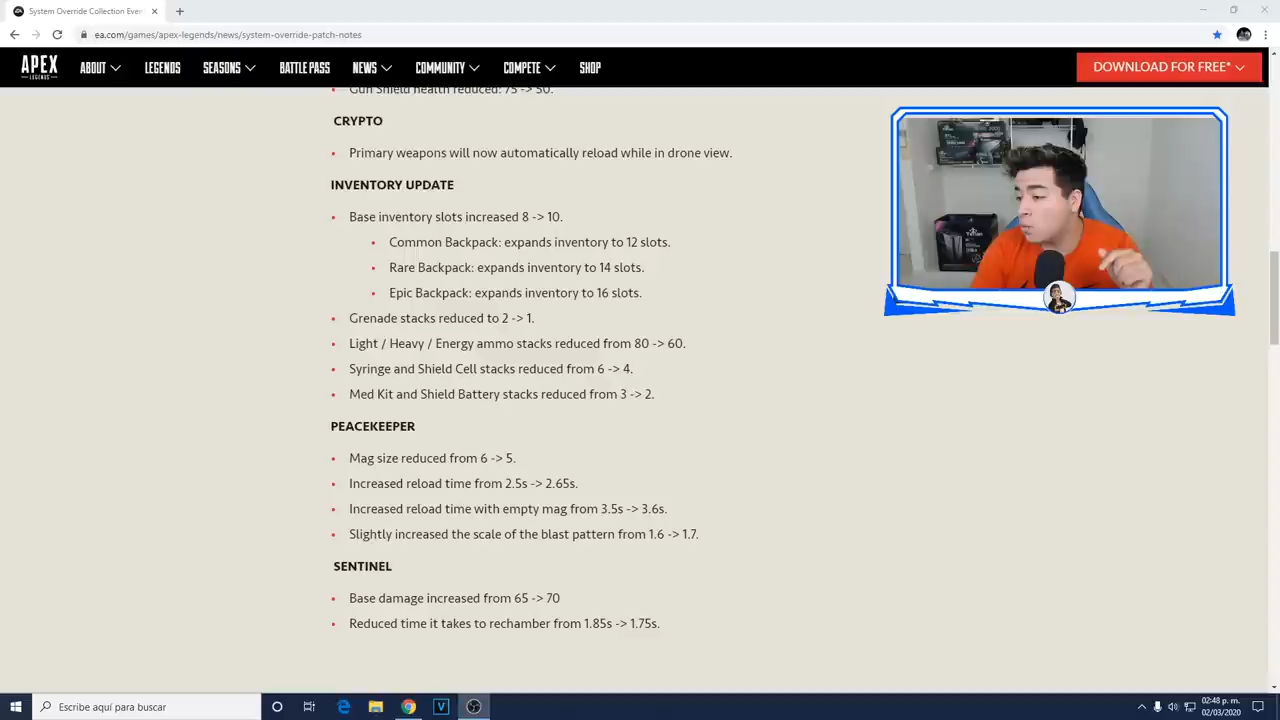 System Override Collection Even
ea.com/games/apex-legends/news/system-override-patch-notes
APEX
LEGENDS
ABOUT
LEGENDS
SEASONS
BATTLE PASS
NEWS
COMMUNITY
COMPETE
SHOP
DOWNLOAD FOR FREE*
Gun Shield health reduced: 75 -> 50.
CRYPTO
Primary weapons will now automatically reload while in drone view.
INVENTORY UPDATE
Base inventory slots increased 8 -> 10.
Common Backpack: expands inventory to 12 slots.
Rare Backpack: expands inventory to 14 slots.
Epic Backpack: expands inventory to 16 slots.
Grenade stacks reduced to 2 -> 1.
Light / Heavy / Energy ammo stacks reduced from 80 -> 60.
Syringe and Shield Cell stacks reduced from 6 -> 4.
Med Kit and Shield Battery stacks reduced from 3 -> 2.
PEACEKEEPER
Mag size reduced from 6 -> 5.
Increased reload time from 2.5s -> 2.65s.
Increased reload time with empty mag from 3.5s -> 3.6s.
Slightly increased the scale of the blast pattern from 1.6 -> 1.7.
SENTINEL
Base damage increased from 65 -> 70
Reduced time it takes to rechamber from 1.85s -> 1.75s.
Escribe aquí para buscar
02:48 p. m.
02/03/2020